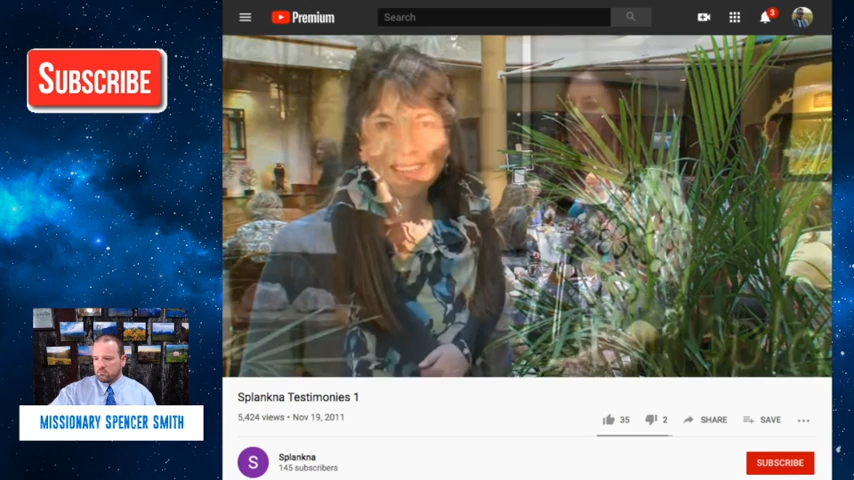 Premium
Search
3
SUBSCRIBE
MISSIONARY SPENCER SMITH
Splankna Testimonies 1
5,424 views • Nov 19, 2011
35
2
SHARE
SAVE
S
Splankna
145 subscribers
SUBSCRIBE